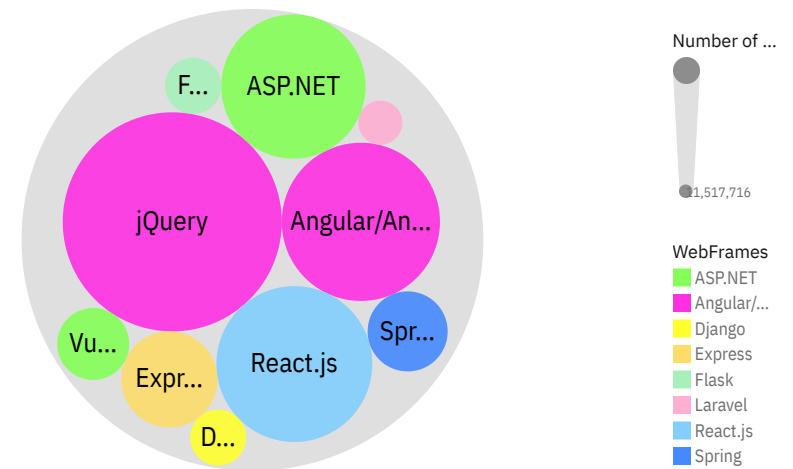 F...
ASP.NET
jQuery
Angular/An...
Vu...
Expr...
React.js
Spr...
D...
Number of ...
11,517,716
WebFrames
ASP.NET
Angular/...
Django
Express
Flask
Laravel
React.js
Spring